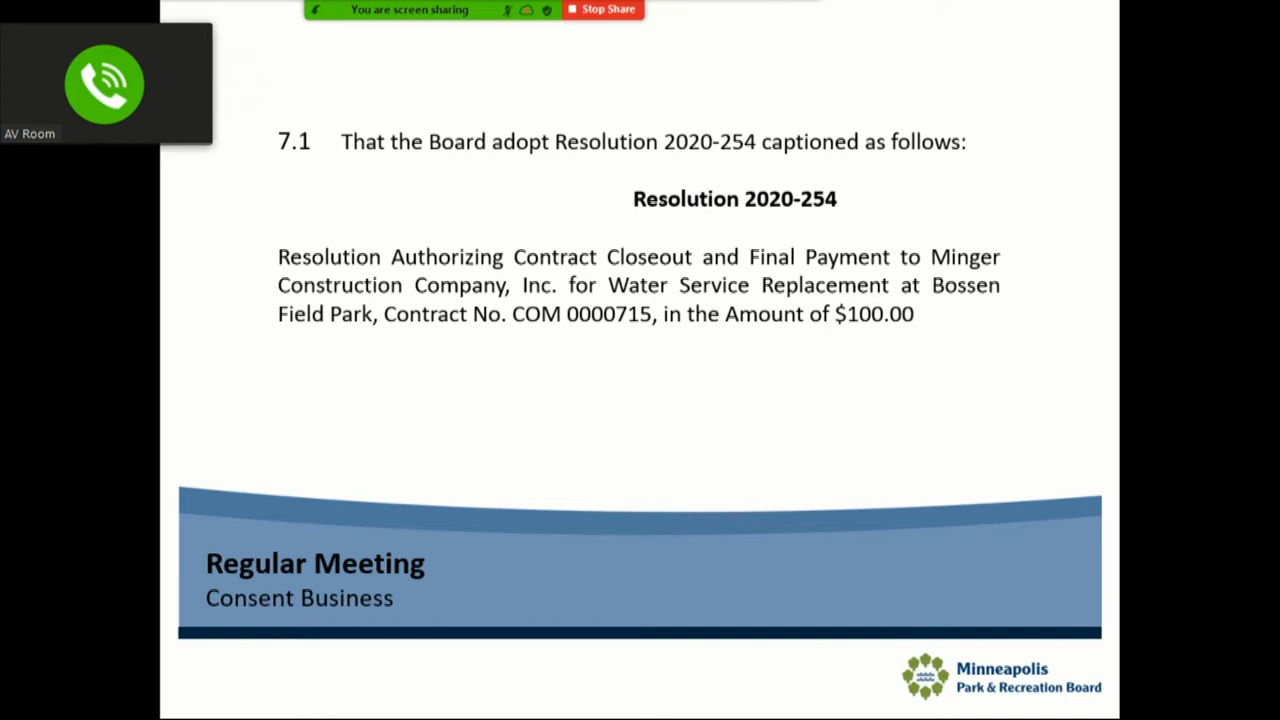 You are screen sharing
Stop Share
AV Room
7.1 That the Board adopt Resolution 2020-254 captioned as follows:
Resolution 2020-254
Resolution Authorizing Contract Closeout and Final Payment to Minger
Construction Company, Inc. for Water Service Replacement at Bossen
Field Park, Contract No. COM 0000715, in the Amount of $100.00
Regular Meeting
Consent Business
Minneapolis
Park & Recreation Board